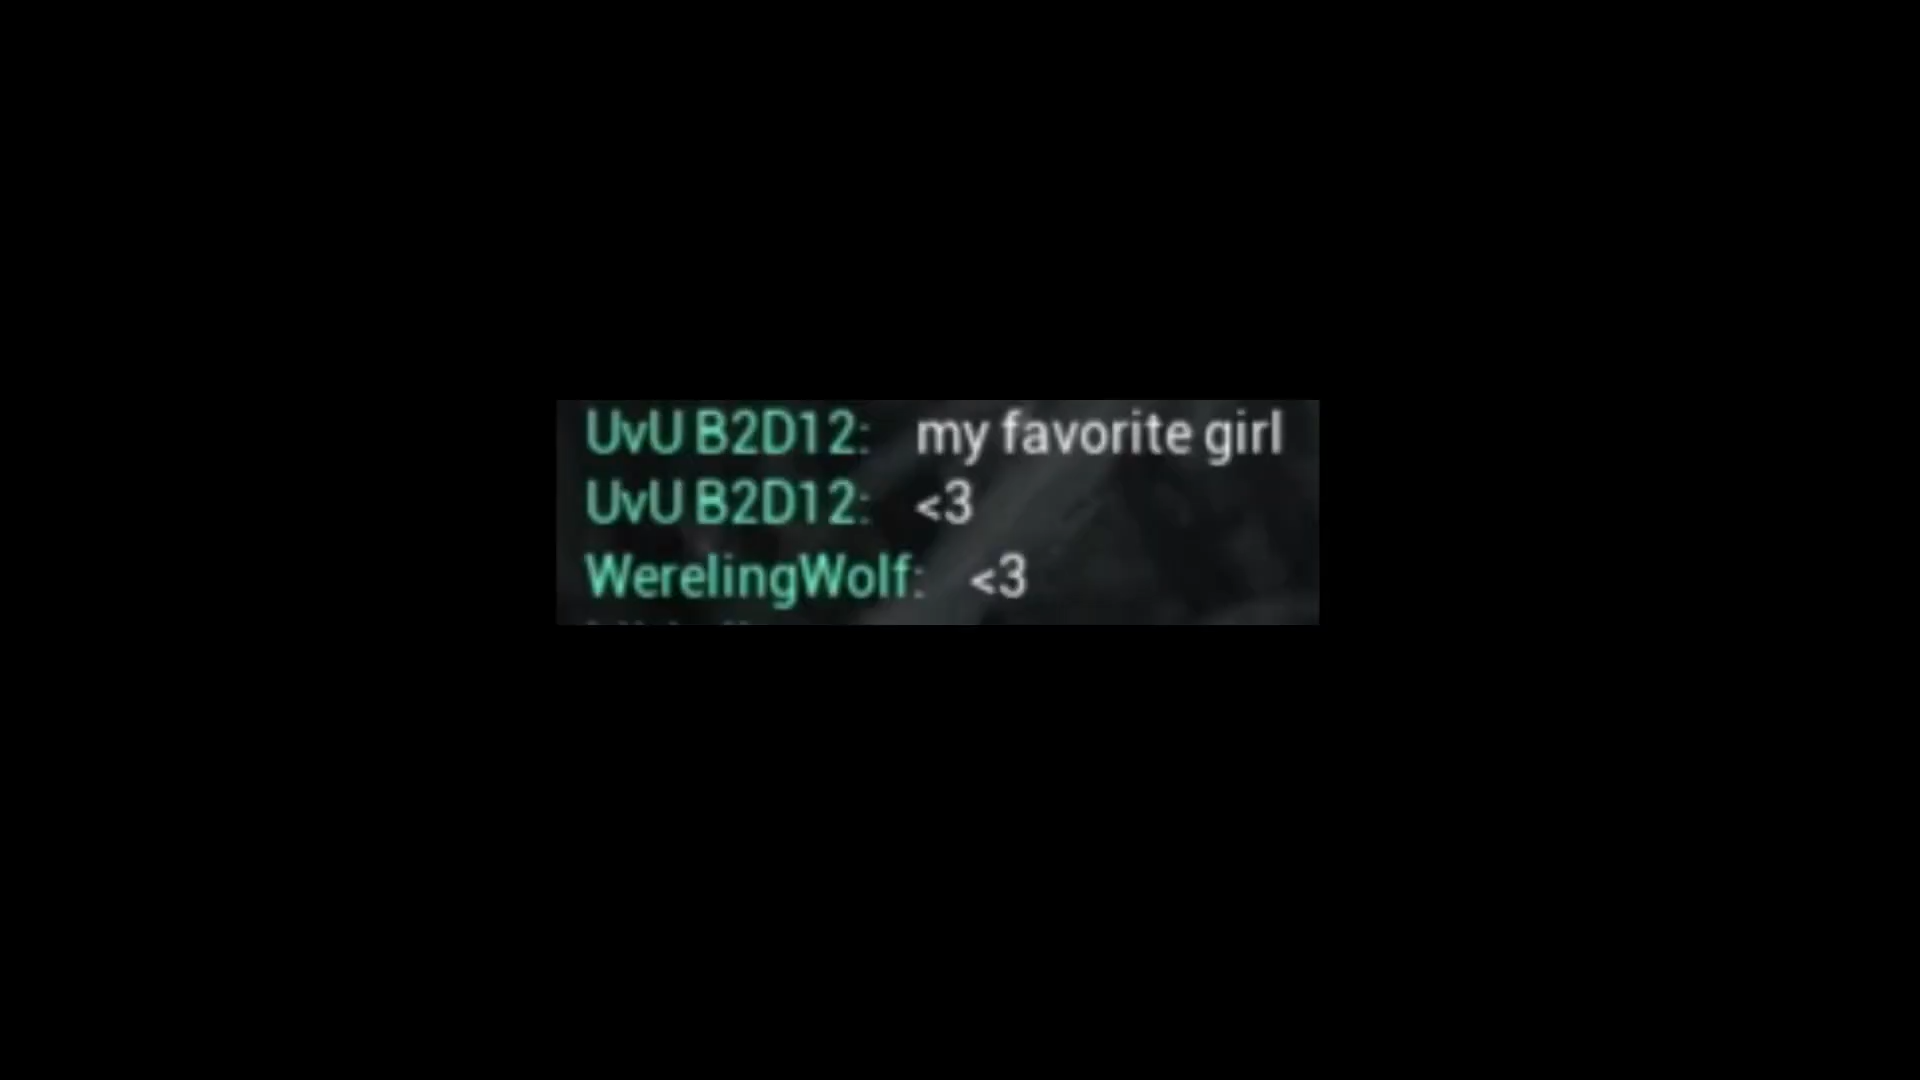 UvU B2D12: my favorite girl
UvU B2D12: <3
WerelingWolf: <3